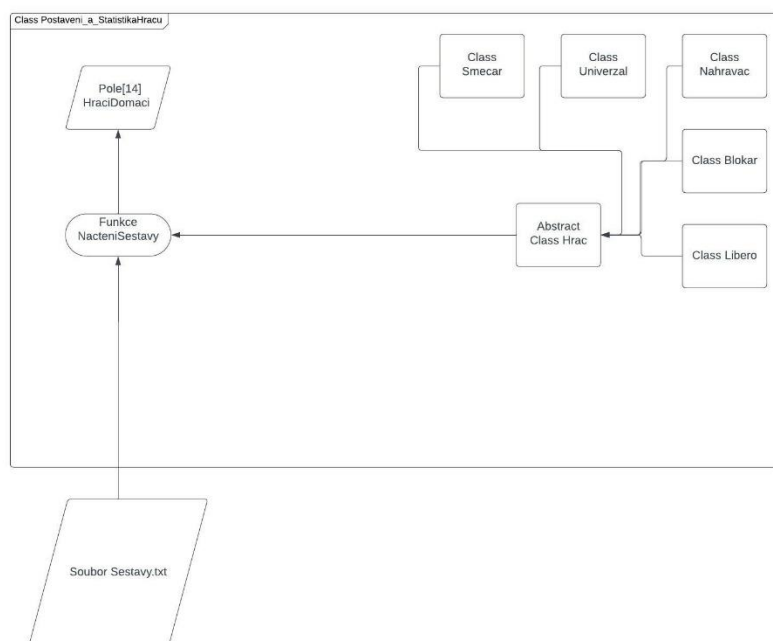 Class Postaveni_a_StatistikaHracu
Pole[14]
HraciDomaci
Class
Smecar
Class
Univerzal
Class
Nahravac
Class Blokar
Funkce
NacteniSestavy
Abstract
Class Hrac
Class Libero
Soubor Sestavy.txt